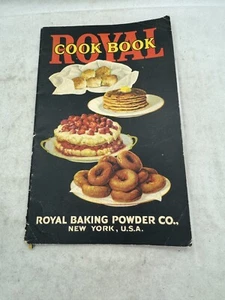 ROYAL
COOK BOOK
ROYAL BAKING POWDER CO.,
NEW YORK, U.S.A.